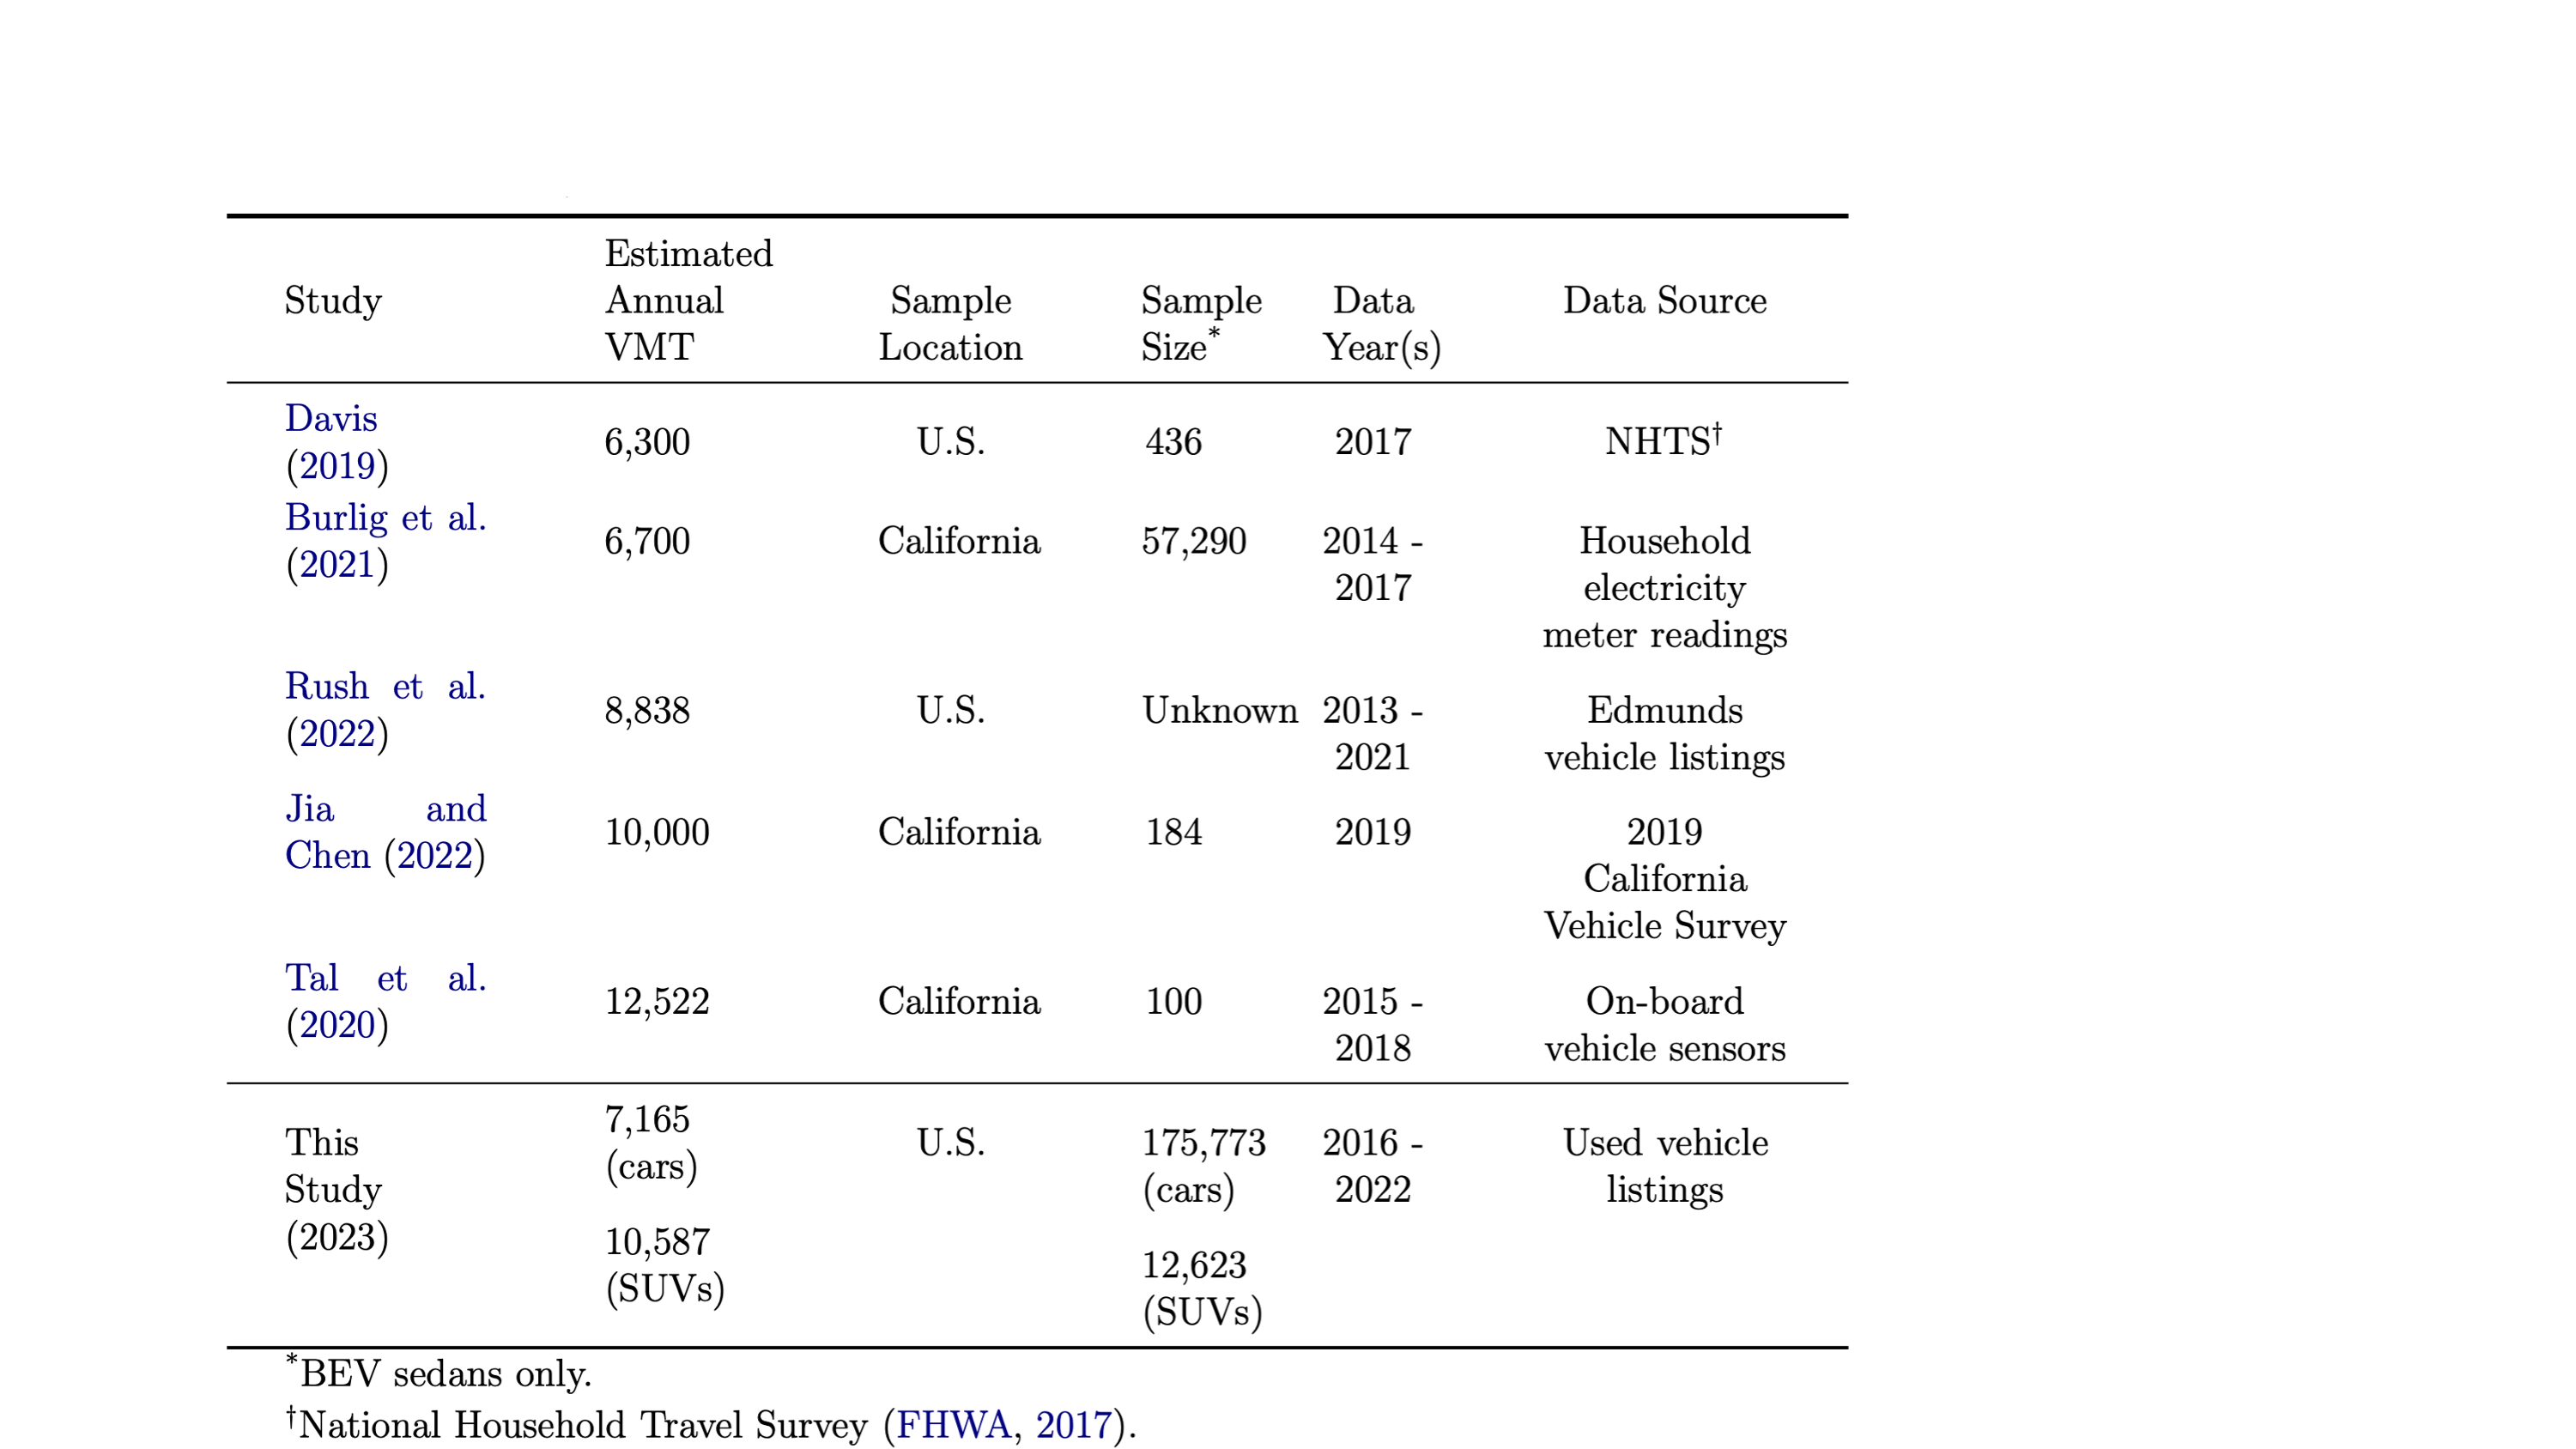 Study Estimated Annual VMT Sample Location Sample Size* Data Year(s) Data Source
Davis (2019) 6,300 U.S. 436 2017 NHTS†
Burlig et al. (2021) 6,700 California 57,290 2014 - 2017 Household electricity meter readings
Rush et al. (2022) 8,838 U.S. Unknown 2013 - 2021 Edmunds vehicle listings
Jia and Chen (2022) 10,000 California 184 2019 2019 California Vehicle Survey
Tal et al. (2020) 12,522 California 100 2015 - 2018 On-board vehicle sensors
This Study (2023) 7,165 (cars) 10,587 (SUVs) U.S. 175,773 (cars) 12,623 (SUVs) 2016 - 2022 Used vehicle listings
*BEV sedans only.
†National Household Travel Survey (FHWA, 2017).